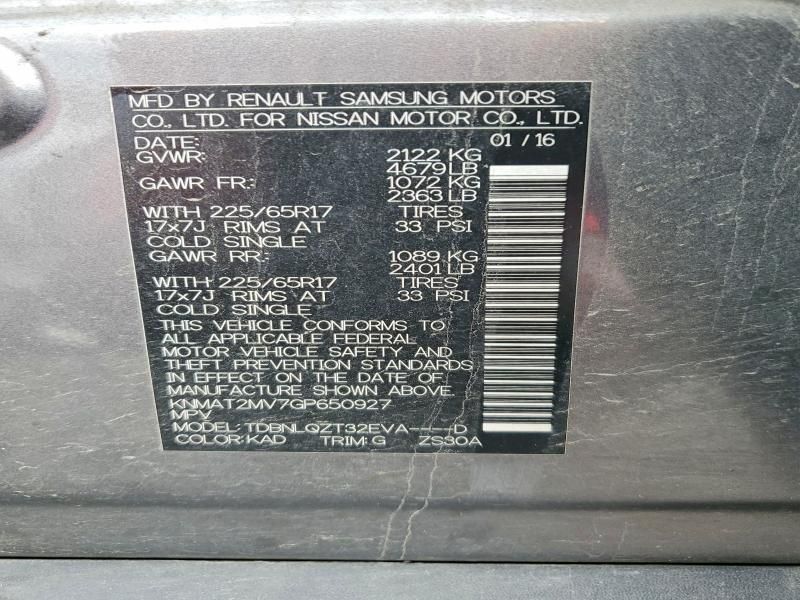 MFD BY RENAULT SAMSUNG MOTORS
CO., LTD. FOR NISSAN MOTOR CO., LTD.
DATE: 01 / 16
GVWR: 2122 KG
4679 LB
GAWR FR: 1072 KG
2363 LB
WITH 225/65R17 TIRES
17x7J RIMS AT 33 PSI
COLD SINGLE
GAWR RR: 1089 KG
2401 LB
WITH 225/65R17 TIRES
17x7J RIMS AT 33 PSI
COLD SINGLE
THIS VEHICLE CONFORMS TO
ALL APPLICABLE FEDERAL
MOTOR VEHICLE SAFETY AND
THEFT PREVENTION STANDARDS
IN EFFECT ON THE DATE OF
MANUFACTURE SHOWN ABOVE.
KNMAT2MV7GP650927
MPV
MODEL: TDBNLQZT32EVA----D
COLOR: KAD TRIM: G ZS30A